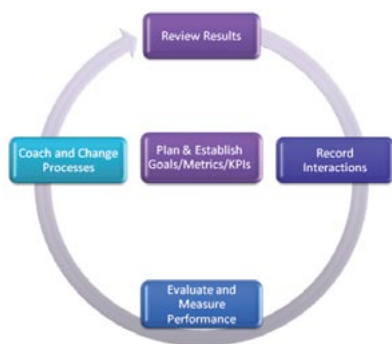 Review Results
Coach and Change
Processes
Plan & Establish
Goals/Metrics/KPIs
Record
Interactions
Evaluate and
Measure
Performance